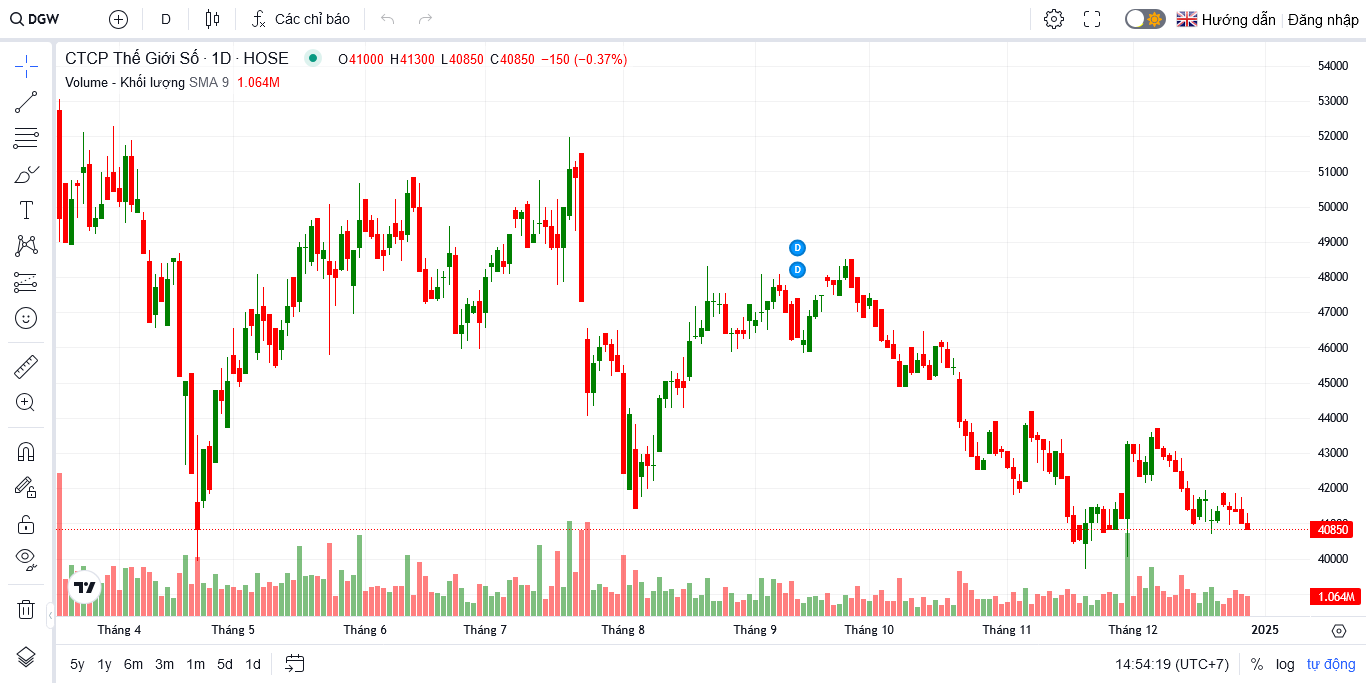 DGW
D
Các chỉ báo
Hướng dẫn
Đăng nhập
CTCP Thế Giới Số · 1D · HOSE
O41000 H41300 L40850 C40850 −150 (−0.37%)
Volume - Khối lượng SMA 9 1.064M
54000
53000
52000
51000
50000
49000
48000
47000
46000
45000
44000
43000
42000
41000
40850
40000
1.064M
D
D
Tháng 4
Tháng 5
Tháng 6
Tháng 7
Tháng 8
Tháng 9
Tháng 10
Tháng 11
Tháng 12
2025
5y 1y 6m 3m 1m 5d 1d
14:54:19 (UTC+7)
% log tự động